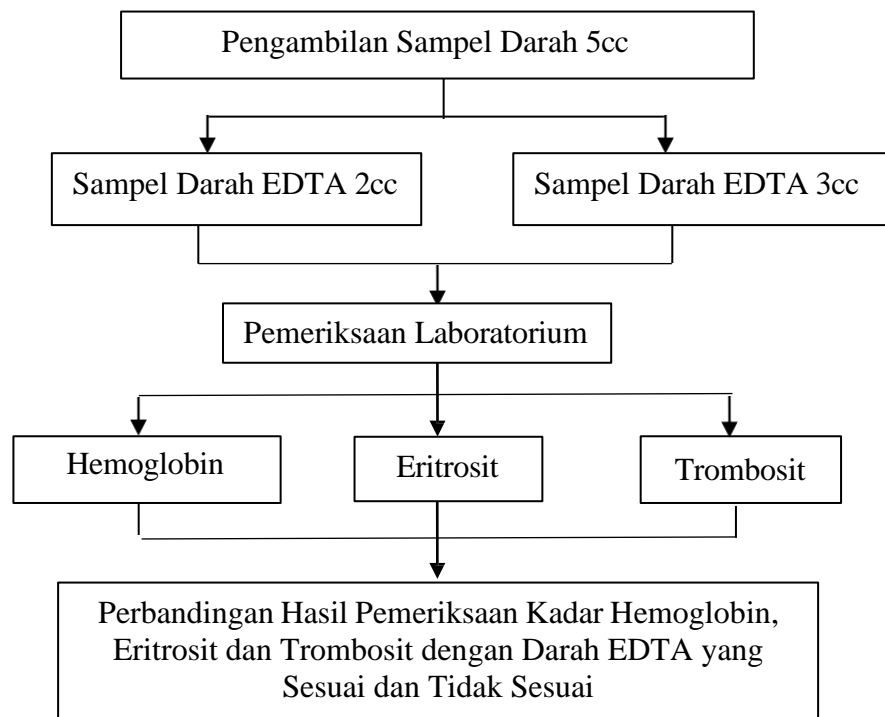 Pengambilan Sampel Darah 5cc
Sampel Darah EDTA 2cc
Sampel Darah EDTA 3cc
Pemeriksaan Laboratorium
Hemoglobin
Eritrosit
Trombosit
Perbandingan Hasil Pemeriksaan Kadar Hemoglobin,
Eritrosit dan Trombosit dengan Darah EDTA yang
Sesuai dan Tidak Sesuai